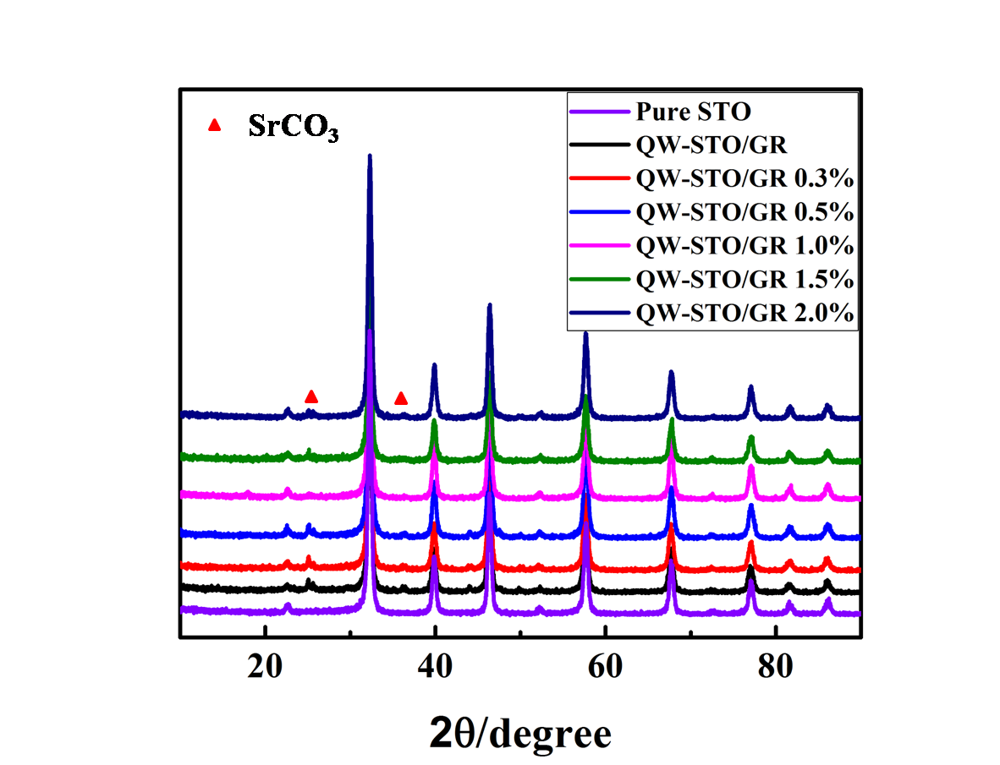 SrCO₃
Pure STO
QW-STO/GR
QW-STO/GR 0.3%
QW-STO/GR 0.5%
QW-STO/GR 1.0%
QW-STO/GR 1.5%
QW-STO/GR 2.0%
20 40 60 80
2θ/degree